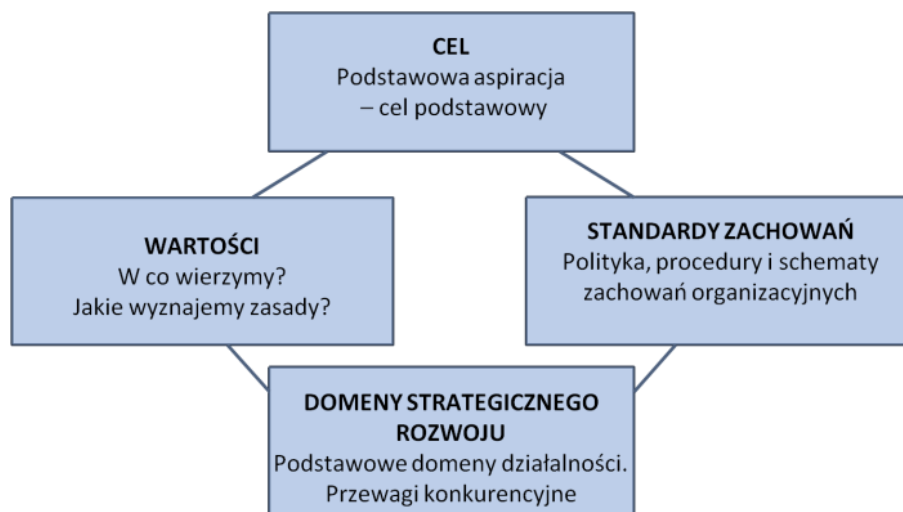 CEL
Podstawowa aspiracja
– cel podstawowy
WARTOŚCI
W co wierzymy?
Jakie wyznajemy zasady?
STANDARDY ZACHOWAŃ
Polityka, procedury i schematy
zachowań organizacyjnych
DOMENY STRATEGICZNEGO
ROZWOJU
Podstawowe domeny działalności.
Przewagi konkurencyjne